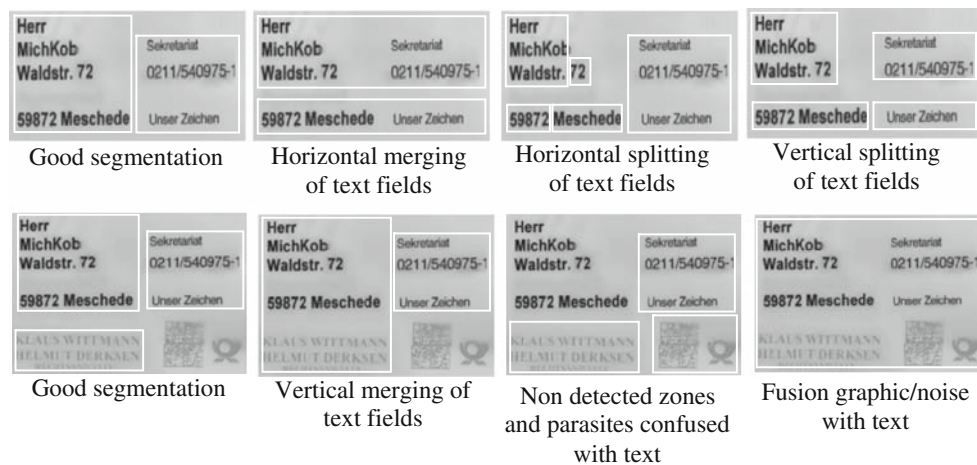 Herr
MichKob
Waldstr. 72
59872 Meschede
Sekretariat
0211/540975-1
Unser Zeichen
Good segmentation
Herr
MichKob
Waldstr. 72
59872 Meschede
Sekretariat
0211/540975-1
Unser Zeichen
Horizontal merging
of text fields
Herr
MichKob
Waldstr. 72
59872 Meschede
Sekretariat
0211/540975-1
Unser Zeichen
Horizontal splitting
of text fields
Herr
MichKob
Waldstr. 72
59872 Meschede
Sekretariat
0211/540975-1
Unser Zeichen
Vertical splitting
of text fields
Herr
MichKob
Waldstr. 72
59872 Meschede
Sekretariat
0211/540975-1
Unser Zeichen
KLAUS WITTMANN
HELMUT DERKSEN
Good segmentation
Herr
MichKob
Waldstr. 72
59872 Meschede
Sekretariat
0211/540975-1
Unser Zeichen
KLAUS WITTMANN
HELMUT DERKSEN
Vertical merging of
text fields
Herr
MichKob
Waldstr. 72
59872 Meschede
Sekretariat
0211/540975-1
Unser Zeichen
KLAUS WITTMANN
HELMUT DERKSEN
Non detected zones
and parasites confused
with text
Herr
MichKob
Waldstr. 72
59872 Meschede
Sekretariat
0211/540975-1
Unser Zeichen
KLAUS WITTMANN
HELMUT DERKSEN
Fusion graphic/noise
with text